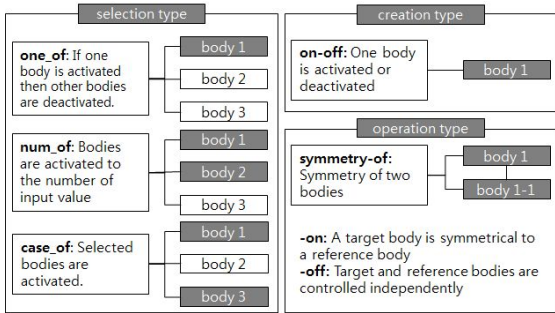 selection type
one_of: If one
body is activated
then other bodies
are deactivated.
body 1
body 2
body 3
num_of: Bodies
are activated to
the number of
input value
body 1
body 2
body 3
case_of: Selected
bodies are
activated.
body 1
body 2
body 3
creation type
on-off: One body
is activated or
deactivated
body 1
operation type
symmetry-of:
Symmetry of two
bodies
body 1
body 1-1
-on: A target body is symmetrical to
a reference body
-off: Target and reference bodies are
controlled independently